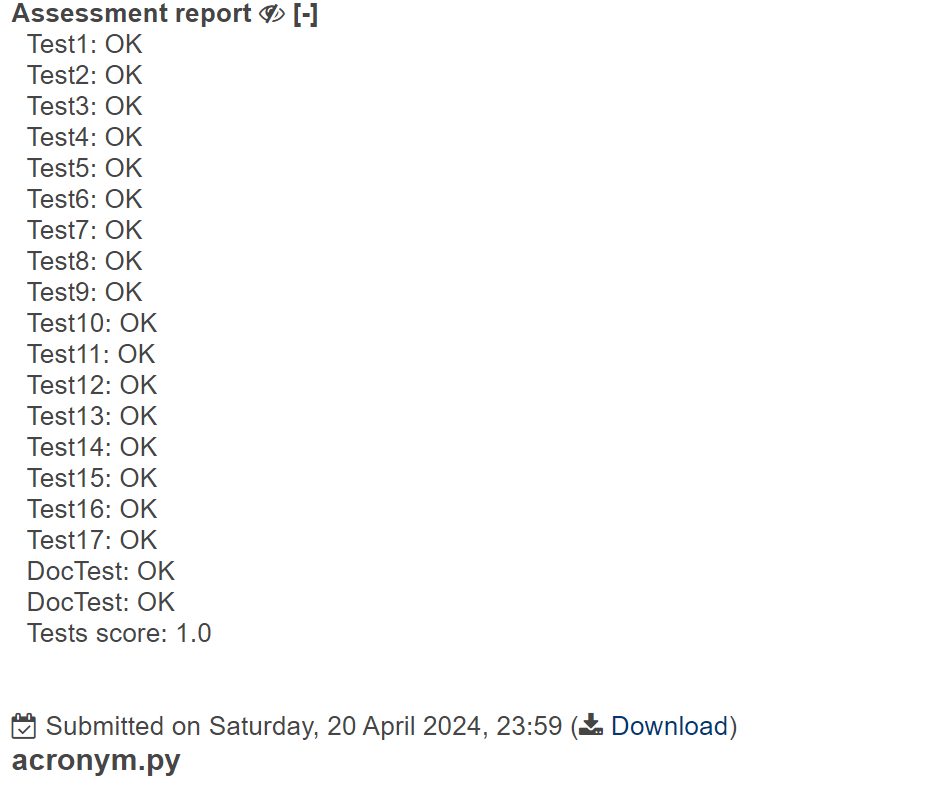 Assessment report [-]
Test1: OK
Test2: OK
Test3: OK
Test4: OK
Test5: OK
Test6: OK
Test7: OK
Test8: OK
Test9: OK
Test10: OK
Test11: OK
Test12: OK
Test13: OK
Test14: OK
Test15: OK
Test16: OK
Test17: OK
DocTest: OK
DocTest: OK
Tests score: 1.0
Submitted on Saturday, 20 April 2024, 23:59 (Download)
acronym.py